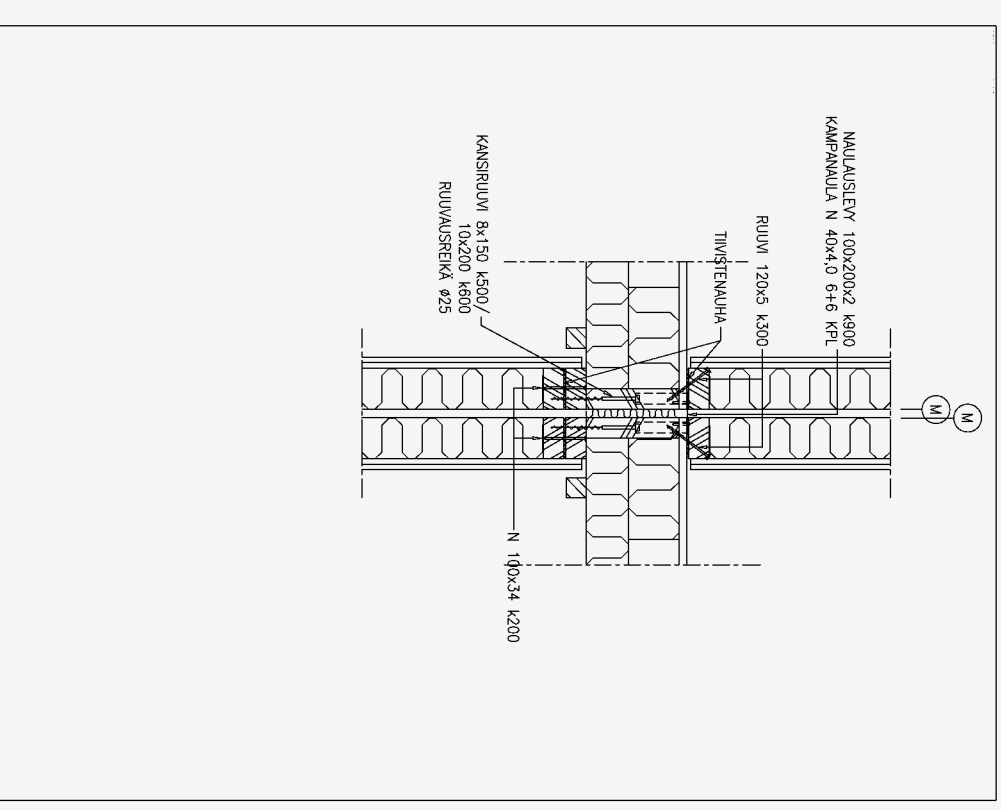 M
M
NAULAUSLEVY 100x200x2 k900
KAMPANAULA N 40x4,0 6+6 KPL
RUUVI 120x5 k300
TIIVISTENAUHA
KANSIRUUVI 8x150 k500/
10x200 k600
RUUVAUSREIKÄ Ø25
N 100x34 k200